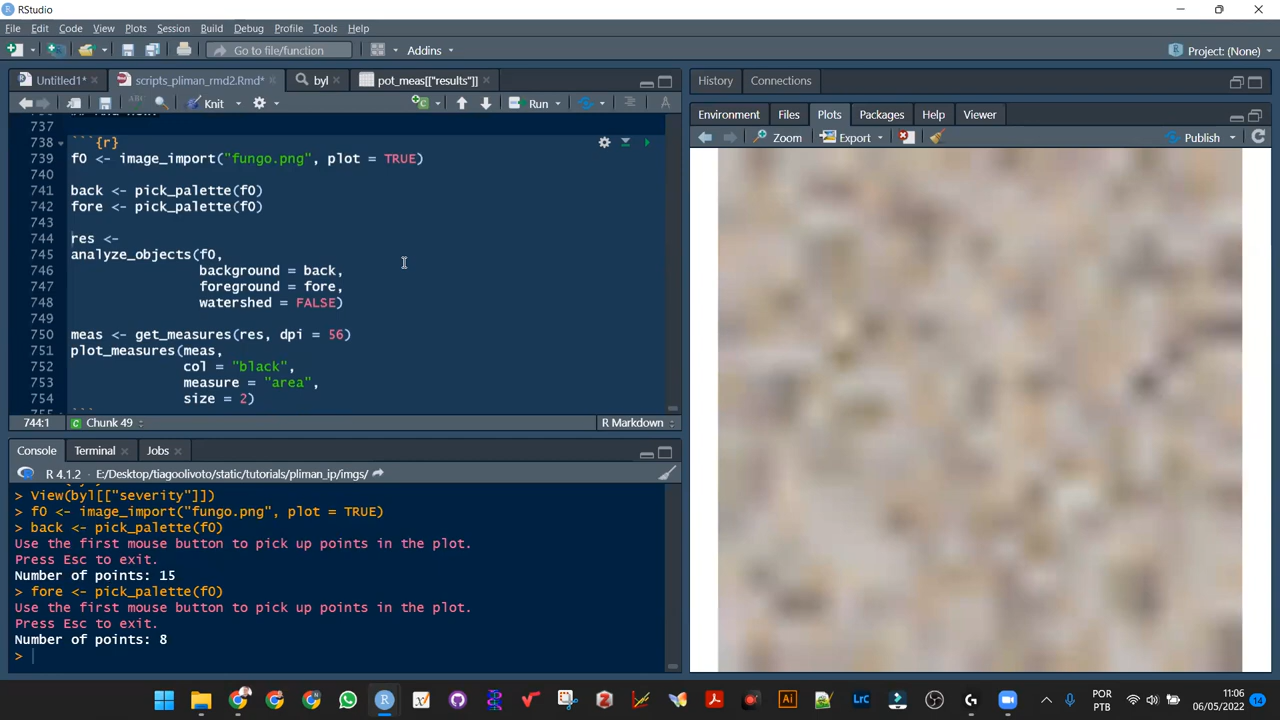 RStudio
File Edit Code View Plots Session Build Debug Profile Tools Help
Go to file/function Addins Project: (None)
Untitled1* scripts_pliman_rmd2.Rmd* byl pot_meas[["results"]]
Knit Run
737
738 ```{r}
739 f0 <- image_import("fungo.png", plot = TRUE)
740
741 back <- pick_palette(f0)
742 fore <- pick_palette(f0)
743
744 res <-
745 analyze_objects(f0,
746 background = back,
747 foreground = fore,
748 watershed = FALSE)
749
750 meas <- get_measures(res, dpi = 56)
751 plot_measures(meas,
752 col = "black",
753 measure = "area",
754 size = 2)
755 ```
744:1 Chunk 49 R Markdown
Console Terminal Jobs
R 4.1.2 · E:/Desktop/tiagoolivoto/static/tutorials/pliman_ip/imgs/
> View(byl[["severity"]])
> f0 <- image_import("fungo.png", plot = TRUE)
> back <- pick_palette(f0)
Use the first mouse button to pick up points in the plot.
Press Esc to exit.
Number of points: 15
> fore <- pick_palette(f0)
Use the first mouse button to pick up points in the plot.
Press Esc to exit.
Number of points: 8
>
History Connections
Environment Files Plots Packages Help Viewer
Zoom Export Publish
Ai LrC
POR
PTB
11:06
06/05/2022
14